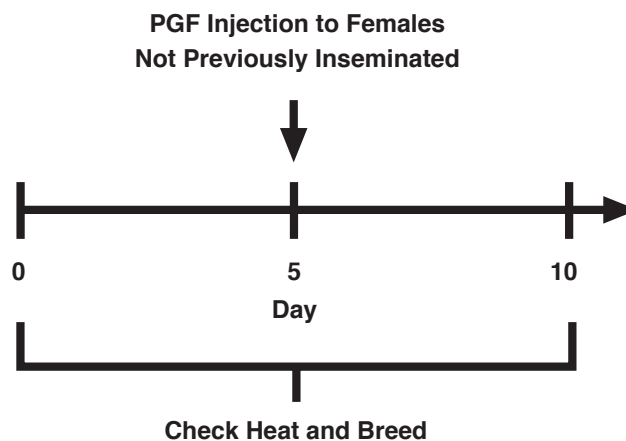 PGF Injection to Females
Not Previously Inseminated
0
5
10
Day
Check Heat and Breed